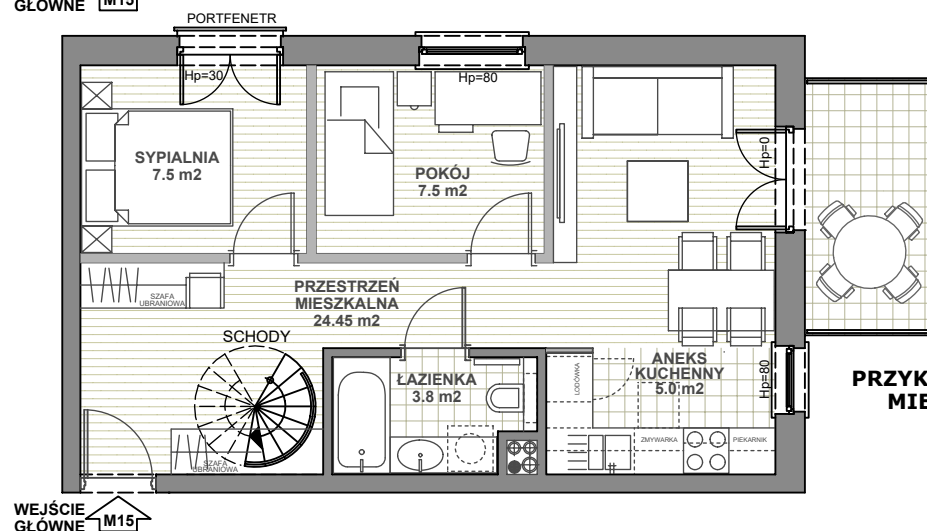 GŁÓWNE M15
PORTFENETR
Hp=30
Hp=80
SYPIALNIA
7.5 m2
POKÓJ
7.5 m2
Hp=0
PRZESTRZEŃ
MIESZKALNA
24.45 m2
SZAFA
UBRANIOWA
SCHODY
ŁAZIENKA
3.8 m2
LODÓWKA
ANEKS
KUCHENNY
5.0 m2
Hp=80
PRZYK
MIE
ZMYWARKA
PIEKARNIK
SZAFA
UBRANIOWA
WEJŚCIE
GŁÓWNE M15